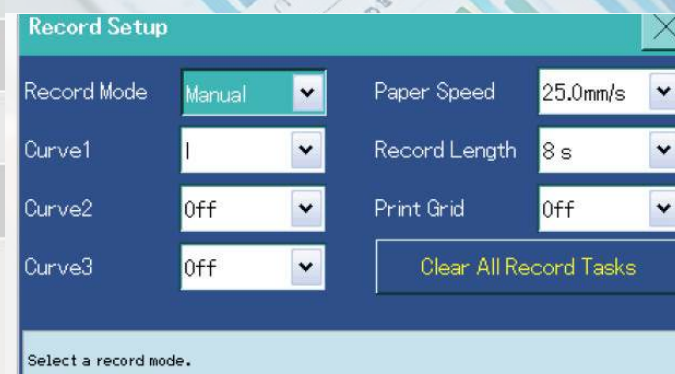 Record Setup
Record Mode Manual Paper Speed 25.0mm/s
Curve1 I Record Length 8 s
Curve2 Off Print Grid Off
Curve3 Off Clear All Record Tasks
Select a record mode.